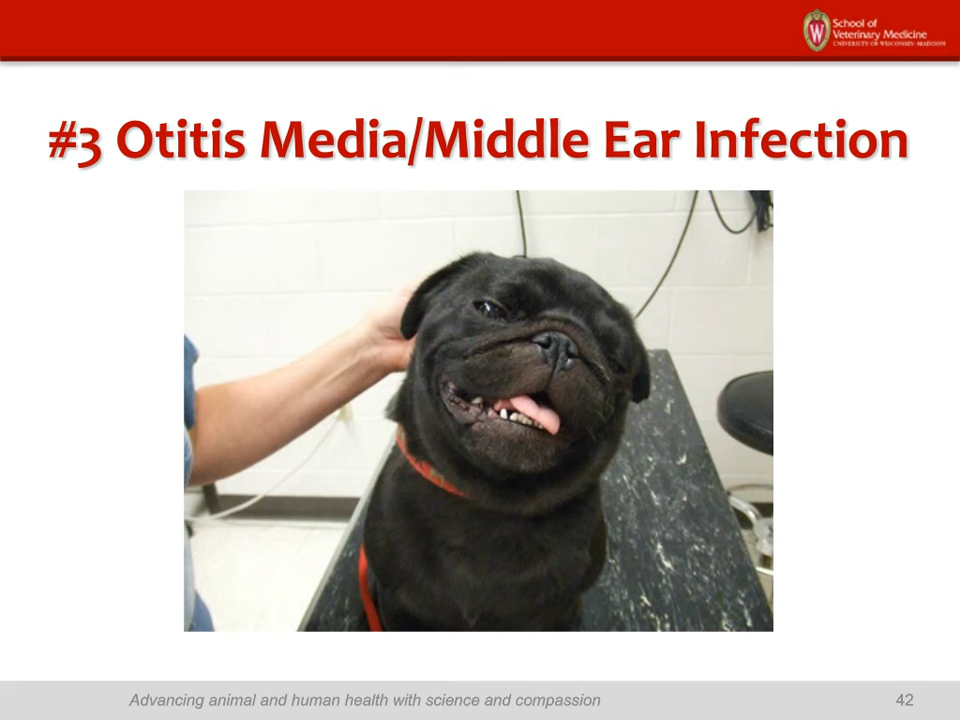 School of
Veterinary Medicine
UNIVERSITY OF WISCONSIN-MADISON
#3 Otitis Media/Middle Ear Infection
Advancing animal and human health with science and compassion
42